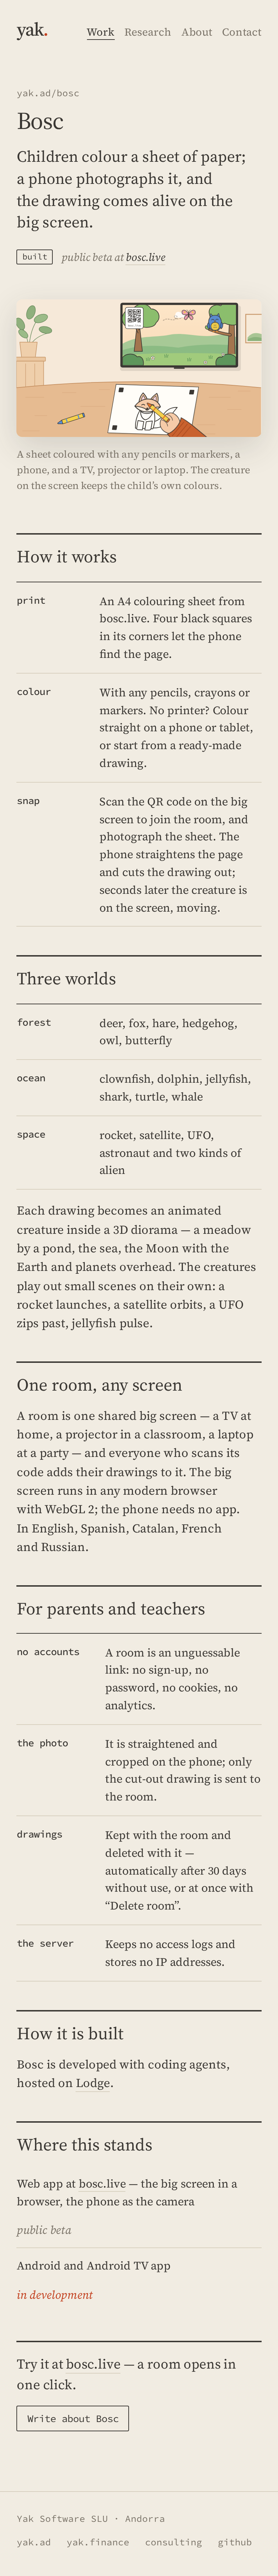 yak.
Work Research About Contact
yak.ad/bosc
Bosc
Children colour a sheet of paper;
a phone photographs it, and
the drawing comes alive on the
big screen.
built public beta at bosc.live
A sheet coloured with any pencils or markers, a
phone, and a TV, projector or laptop. The creature
on the screen keeps the child's own colours.
How it works
print
An A4 colouring sheet from
bosc.live. Four black squares
in its corners let the phone
find the page.
colour
With any pencils, crayons or
markers. No printer? Colour
straight on a phone or tablet,
or start from a ready-made
drawing.
snap
Scan the QR code on the big
screen to join the room, and
photograph the sheet. The
phone straightens the page
and cuts the drawing out;
seconds later the creature is
on the screen, moving.
Three worlds
forest
deer, fox, hare, hedgehog,
owl, butterfly
ocean
clownfish, dolphin, jellyfish,
shark, turtle, whale
space
rocket, satellite, UFO,
astronaut and two kinds of
alien
Each drawing becomes an animated
creature inside a 3D diorama — a meadow
by a pond, the sea, the Moon with the
Earth and planets overhead. The creatures
play out small scenes on their own: a
rocket launches, a satellite orbits, a UFO
zips past, jellyfish pulse.
One room, any screen
A room is one shared big screen — a TV at
home, a projector in a classroom, a laptop
at a party — and everyone who scans its
code adds their drawings to it. The big
screen runs in any modern browser
with WebGL 2; the phone needs no app.
In English, Spanish, Catalan, French
and Russian.
For parents and teachers
no accounts
A room is an unguessable
link: no sign-up, no
password, no cookies, no
analytics.
the photo
It is straightened and
cropped on the phone; only
the cut-out drawing is sent to
the room.
drawings
Kept with the room and
deleted with it —
automatically after 30 days
without use, or at once with
“Delete room”.
the server
Keeps no access logs and
stores no IP addresses.
How it is built
Bosc is developed with coding agents,
hosted on Lodge.
Where this stands
Web app at bosc.live — the big screen in a
browser, the phone as the camera
public beta
Android and Android TV app
in development
Try it at bosc.live — a room opens in
one click.
Write about Bosc
Yak Software SLU · Andorra
yak.ad yak.finance consulting github